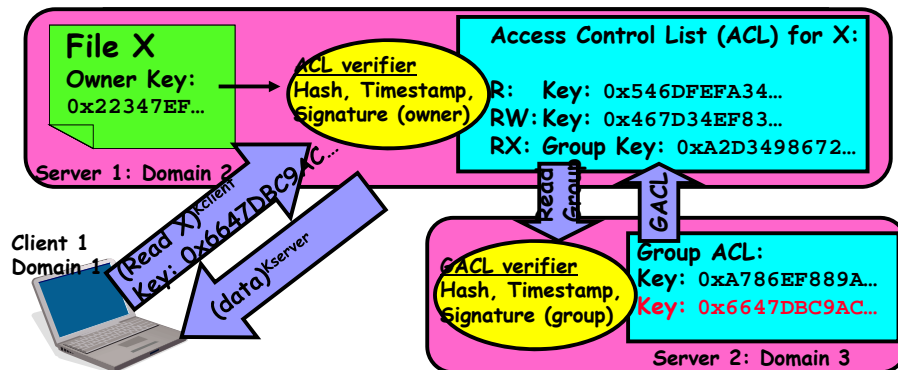 File X
Owner Key:
0x22347EF…
ACL verifier
Hash, Timestamp,
Signature (owner)
Access Control List (ACL) for X:
R: Key: 0x546DFEFA34…
RW: Key: 0x467D34EF83…
RX: Group Key: 0xA2D3498672…
Server 1: Domain 2
Client 1
Domain 1
(Read X)Kclient
Key: 0x6647DBC9AC…
(data)Kserver
Read
Group
GACL
GACL verifier
Hash, Timestamp,
Signature (group)
Group ACL:
Key: 0xA786EF889A…
Key: 0x6647DBC9AC…
Server 2: Domain 3